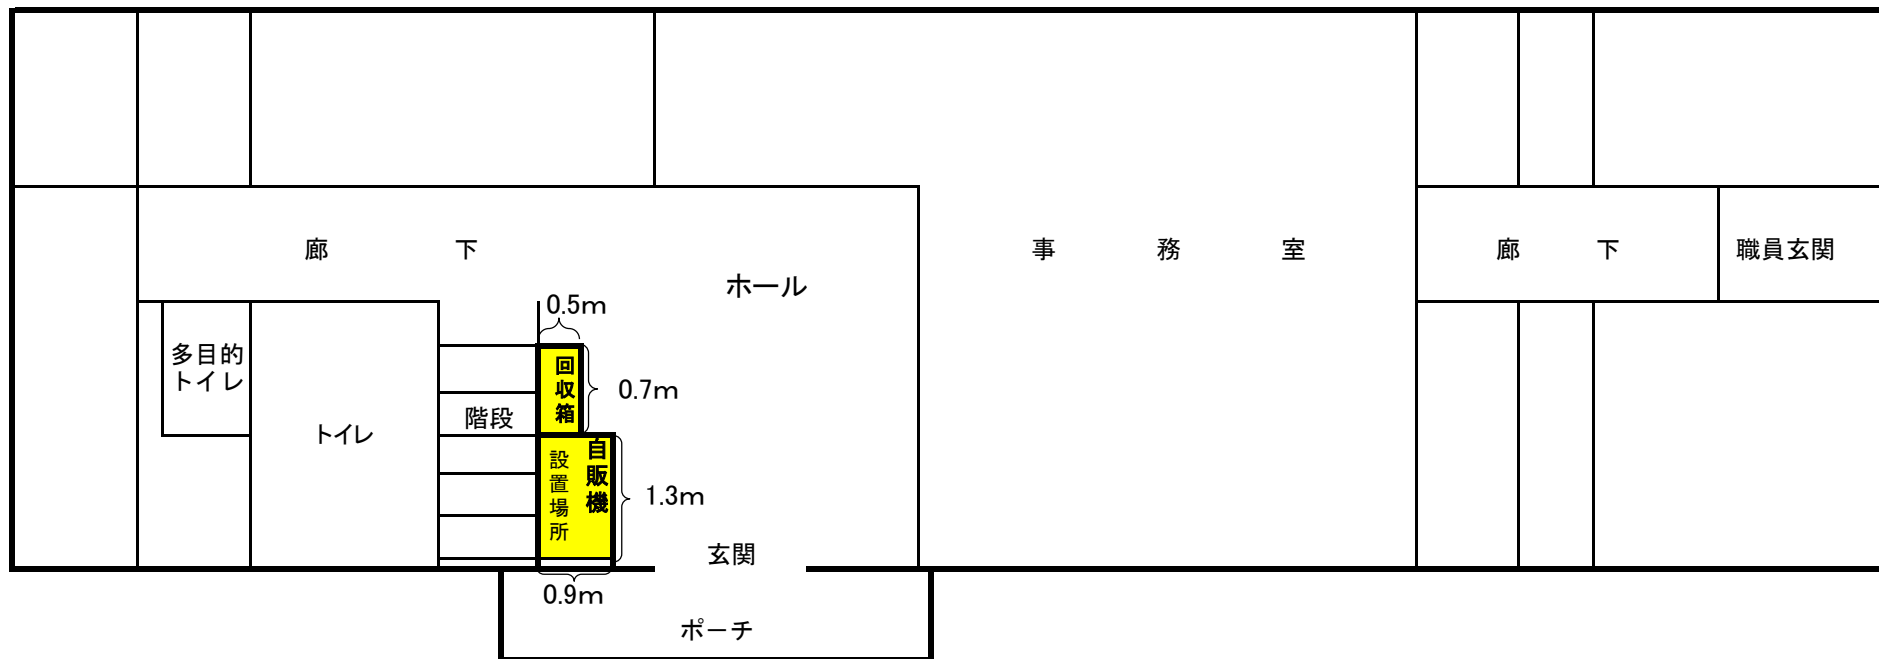 廊 下
事 務 室
廊 下
職員玄関
ホール
0.5m
多目的
トイレ
回収箱
0.7m
階段
トイレ
自販機
設置場所
1.3m
玄関
0.9m
ポーチ